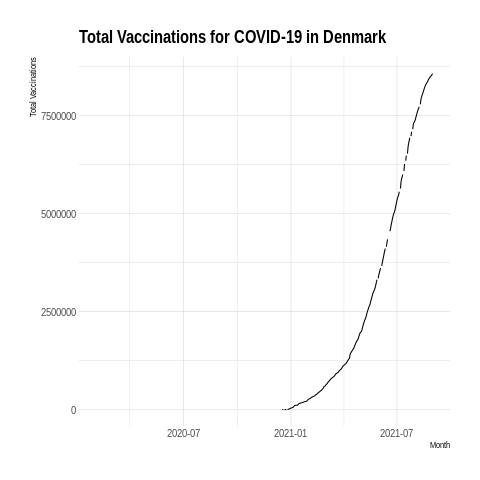 Total Vaccinations for COVID-19 in Denmark
Total Vaccinations
7500000
5000000
2500000
0
2020-07 2021-01 2021-07
Month